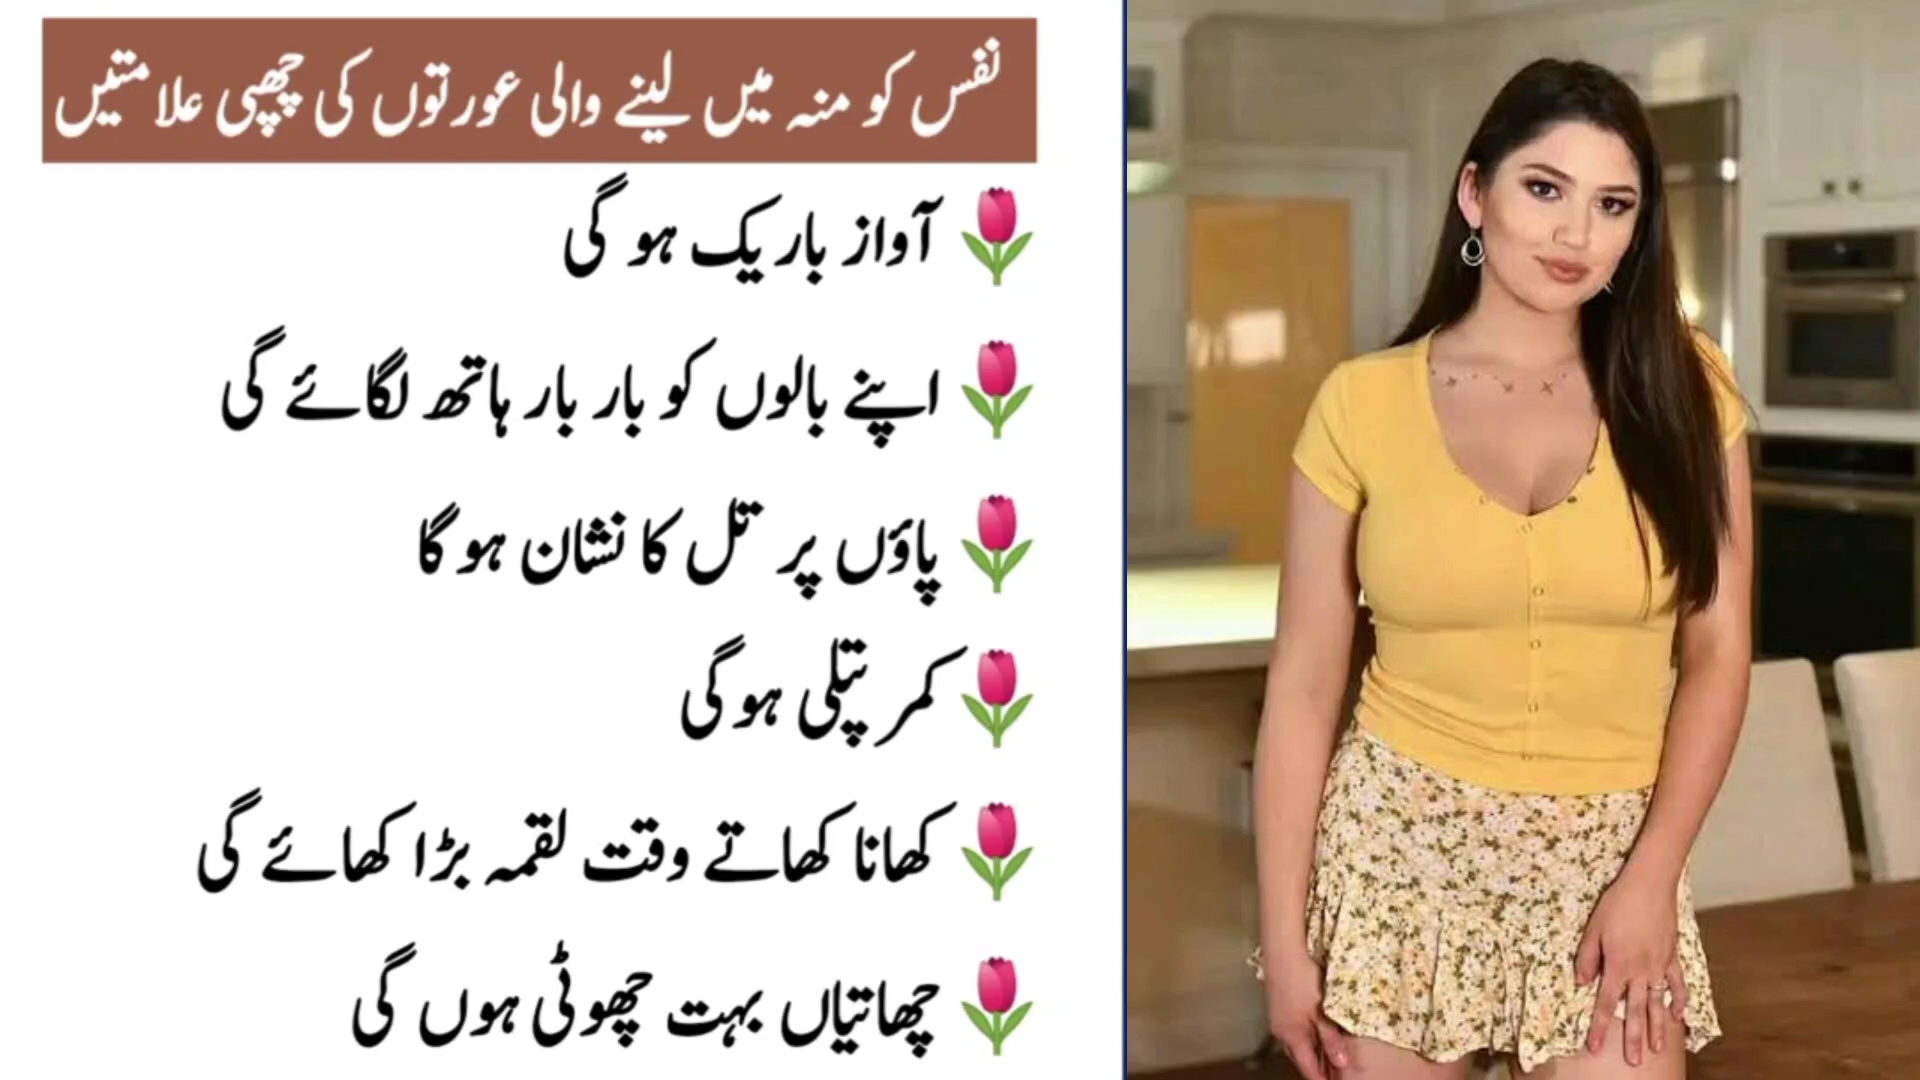 نفس کو منہ میں لینے والی عورتوں کی چھپی علامتیں
آواز باریک ہو گی
اپنے بالوں کو بار بار ہاتھ لگائے گی
پاؤں پر تل کا نشان ہو گا
کمر پتلی ہو گی
کھانا کھاتے وقت لقمہ بڑا کھائے گی
چھاتیاں بہت چھوٹی ہوں گی